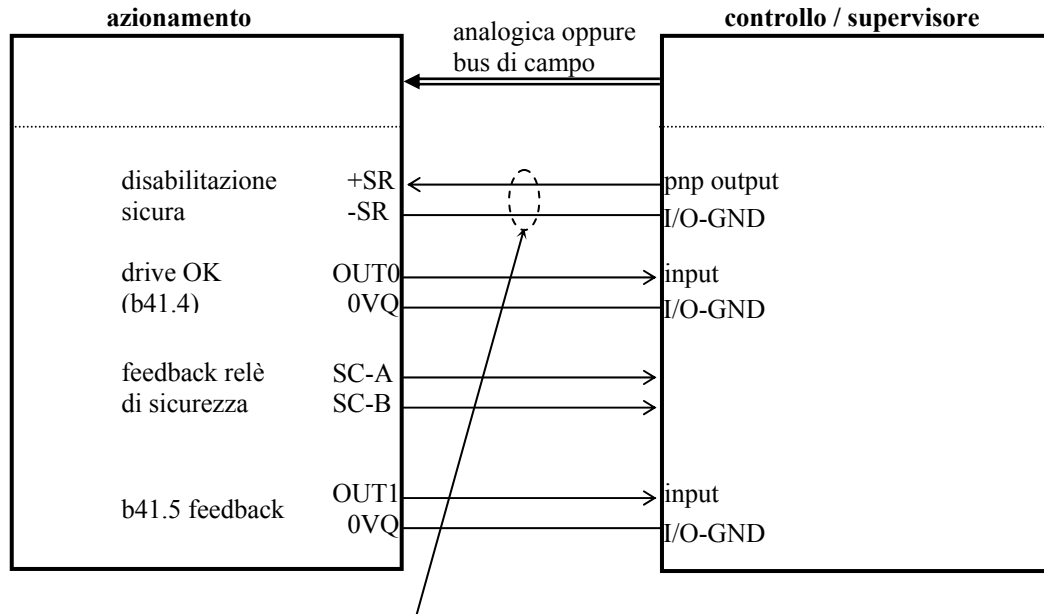 azionamento
controllo / supervisore
analogica oppure
bus di campo
disabilitazione +SR pnp output
sicura -SR I/O-GND
drive OK OUT0 input
(b41.4) 0VQ I/O-GND
feedback relè SC-A
di sicurezza SC-B
b41.5 feedback
OUT1 input
0VQ I/O-GND